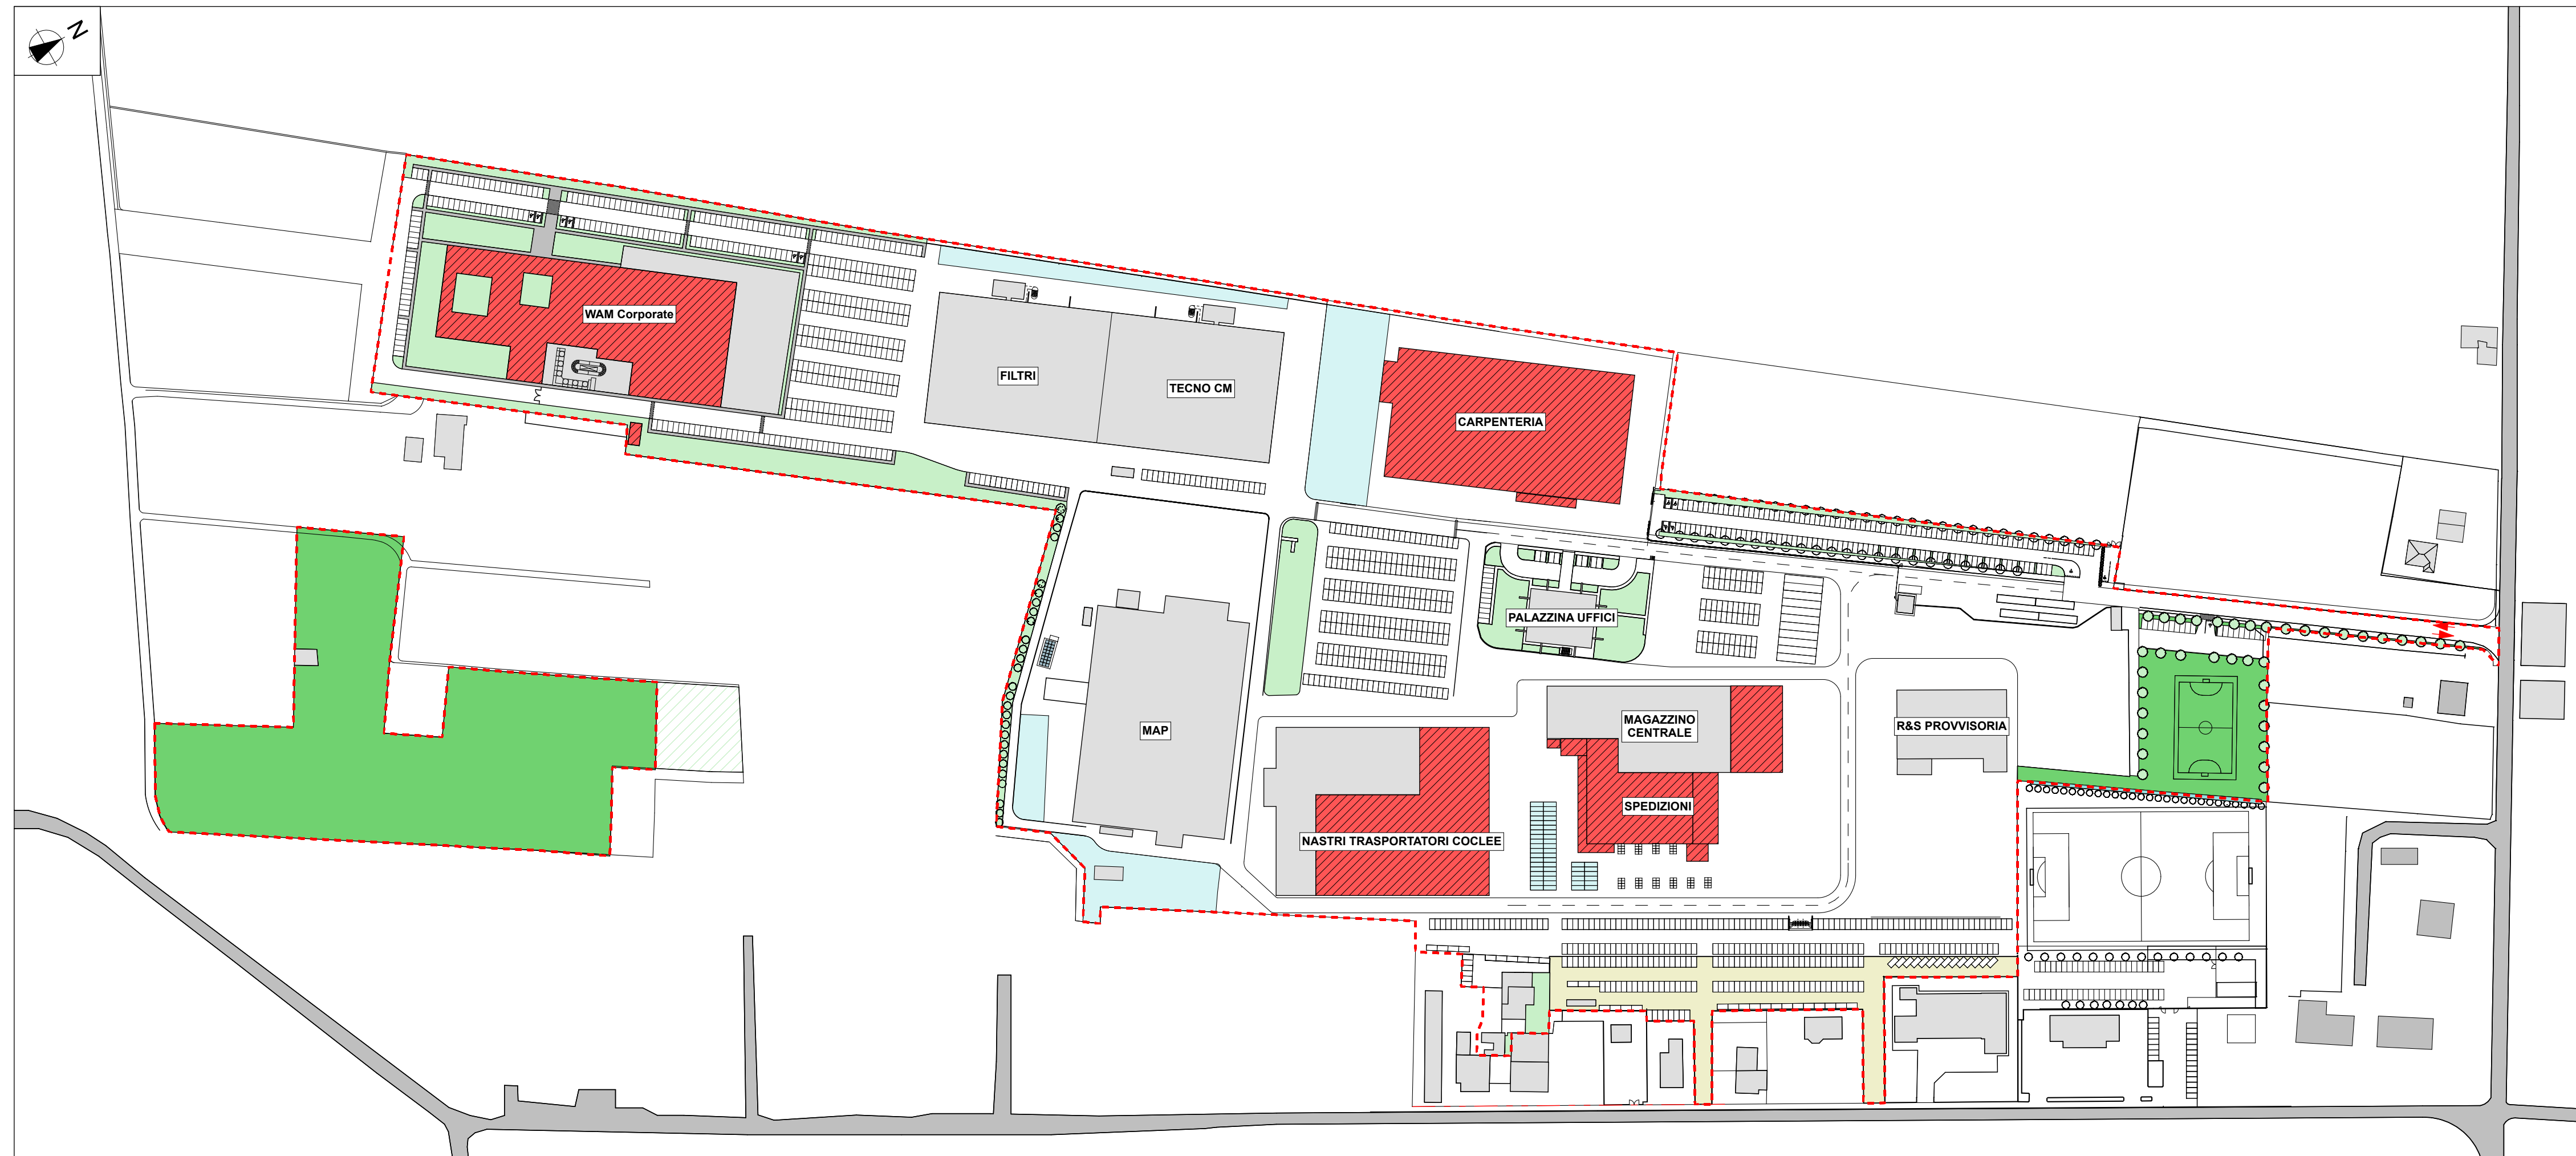 N
WAM Corporate
FILTRI
TECNO CM
CARPENTERIA
PALAZZINA UFFICI
MAP
MAGAZZINO
CENTRALE
R&S PROVVISORIA
SPEDIZIONI
NASTRI TRASPORTATORI COCLEE